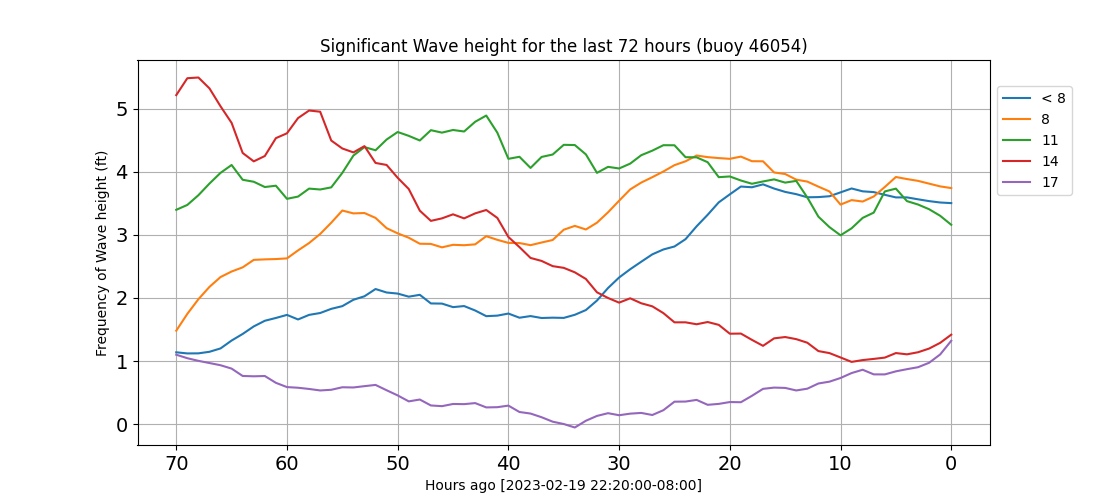 Significant Wave height for the last 72 hours (buoy 46054)
Frequency of Wave height (ft)
5
4
3
2
1
0
70 60 50 40 30 20 10 0
Hours ago [2023-02-19 22:20:00-08:00]
< 8
8
11
14
17